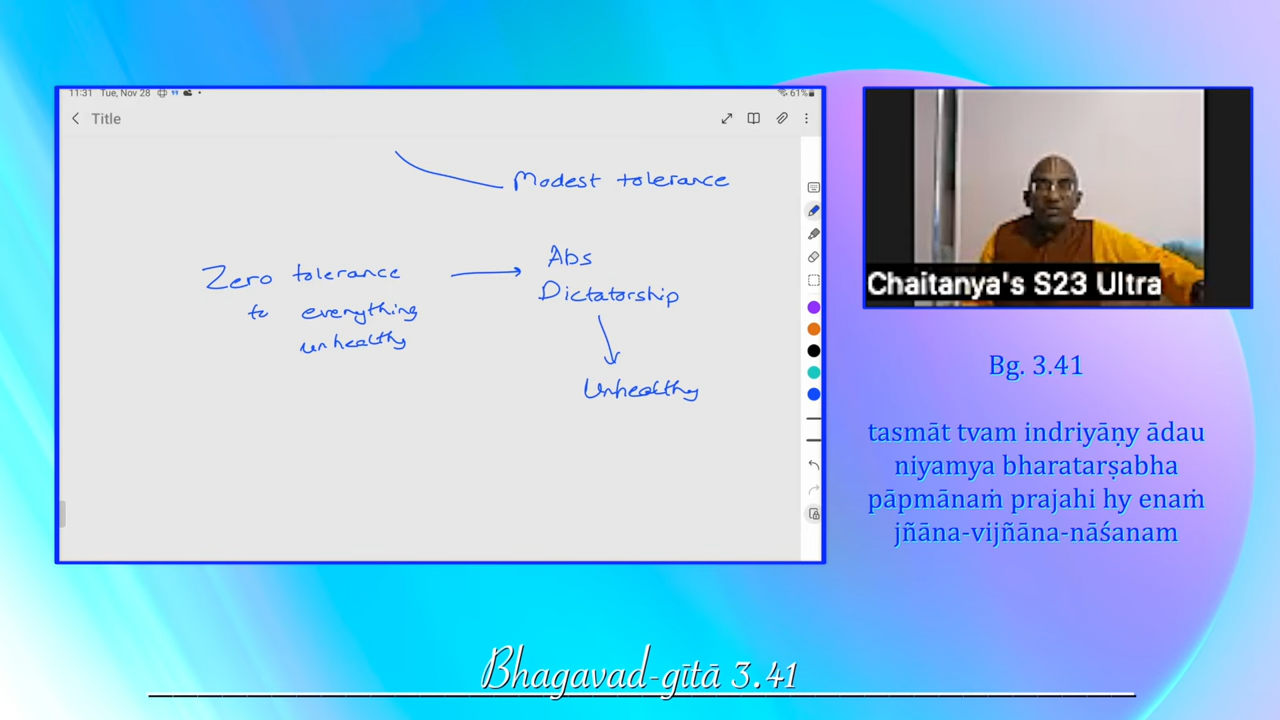 11:31 Tue, Nov 28
61%
Title
Modest tolerance
Zero tolerance
to everything
unhealthy
Abs
Dictatorship
Unhealthy
Chaitanya's S23 Ultra
Bg. 3.41
tasmāt tvam indriyāṇy ādau
niyamya bharatarṣabha
pāpmānaṁ prajahi hy enaṁ
jñāna-vijñāna-nāśanam
Bhagavad-gītā 3.41